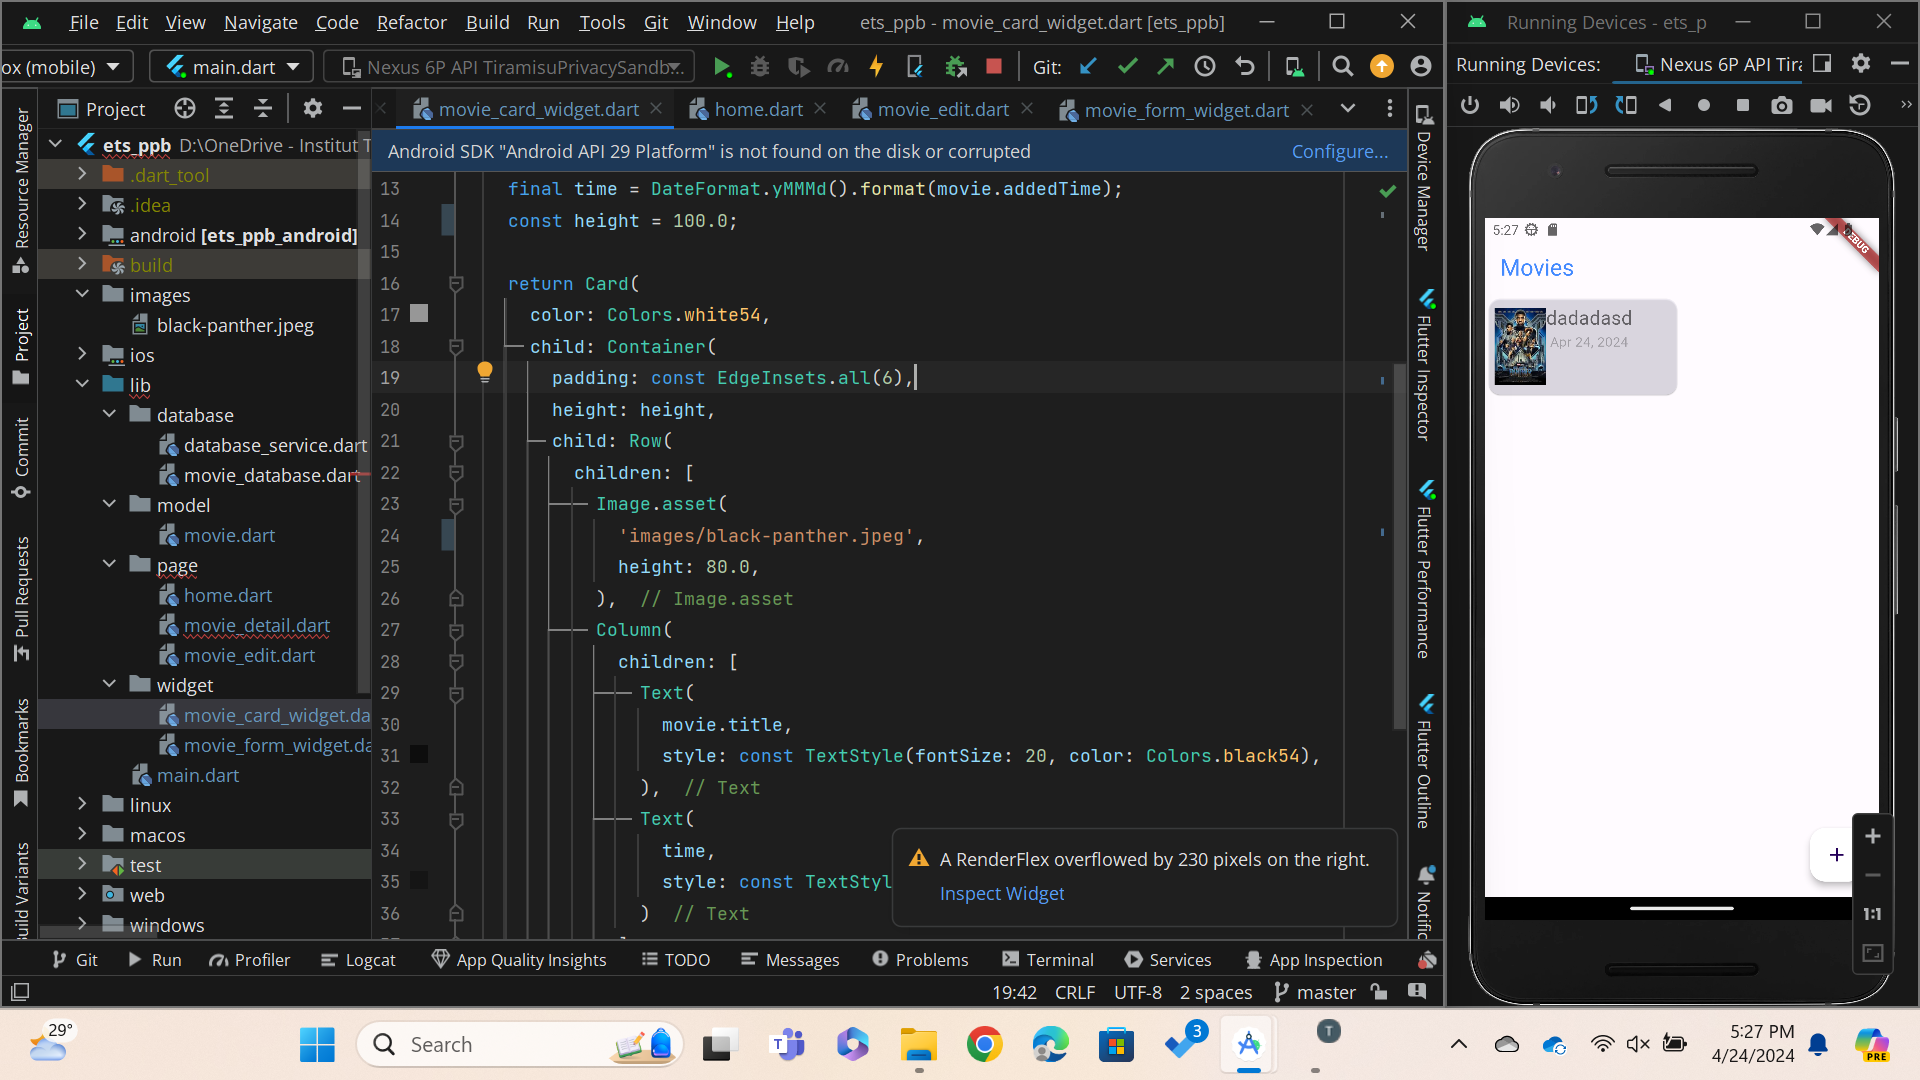 File Edit View Navigate Code Refactor Build Run Tools Git Window Help ets_ppb - movie_card_widget.dart [ets_ppb]
Running Devices - ets_p
ox (mobile) main.dart Nexus 6P API TiramisuPrivacySandb... Git:
Running Devices: Nexus 6P API Tira
Project
movie_card_widget.dart home.dart movie_edit.dart movie_form_widget.dart
Android SDK "Android API 29 Platform" is not found on the disk or corrupted Configure...
Resource Manager
Project
Commit
Pull Requests
Bookmarks
Build Variants
ets_ppb D:\OneDrive - Institut T
.dart_tool
.idea
android [ets_ppb_android]
build
images
black-panther.jpeg
ios
lib
database
database_service.dart
movie_database.dart
model
movie.dart
page
home.dart
movie_detail.dart
movie_edit.dart
widget
movie_card_widget.da
movie_form_widget.da
main.dart
linux
macos
test
web
windows
13 final time = DateFormat.yMMMd().format(movie.addedTime);
14 const height = 100.0;
15
16 return Card(
17 color: Colors.white54,
18 child: Container(
19 padding: const EdgeInsets.all(6),
20 height: height,
21 child: Row(
22 children: [
23 Image.asset(
24 'images/black-panther.jpeg',
25 height: 80.0,
26 ), // Image.asset
27 Column(
28 children: [
29 Text(
30 movie.title,
31 style: const TextStyle(fontSize: 20, color: Colors.black54),
32 ), // Text
33 Text(
34 time,
35 style: const TextStyl
36 ) // Text
A RenderFlex overflowed by 230 pixels on the right.
Inspect Widget
Device Manager
Flutter Inspector
Flutter Performance
Flutter Outline
Notific
5:27
DEBUG
Movies
dadadasd
Apr 24, 2024
+
+
1:1
Git Run Profiler Logcat App Quality Insights TODO Messages Problems Terminal Services App Inspection
19:42 CRLF UTF-8 2 spaces master
29°
Search
3
T
PRE
5:27 PM
4/24/2024